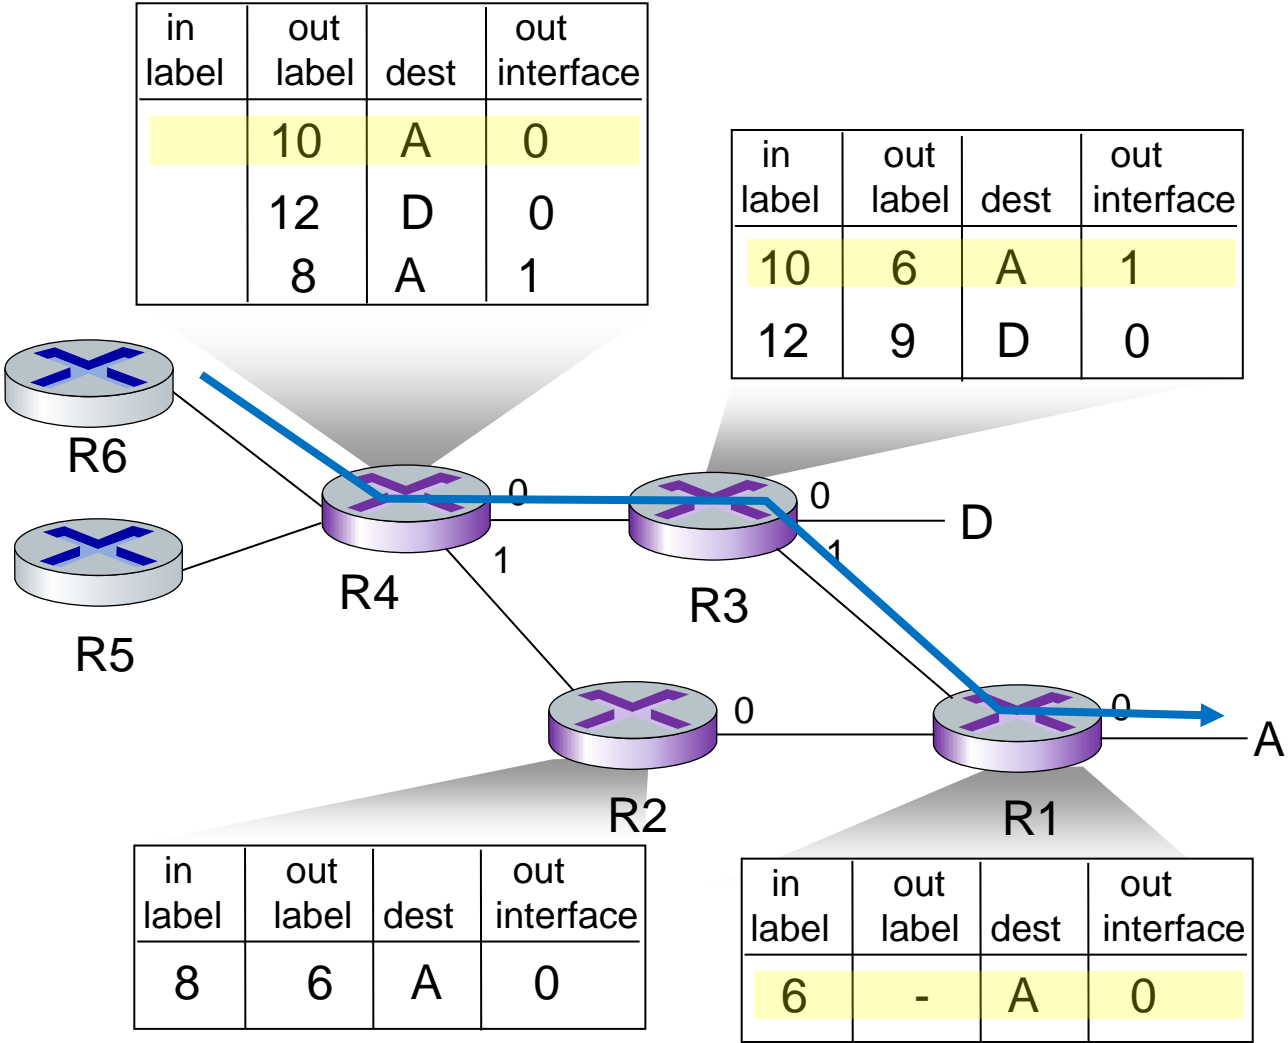 in out out
label label dest interface
10 A 0
12 D 0
8 A 1
in out out
label label dest interface
10 6 A 1
12 9 D 0
R6
R5
R4
0
1
R3
0
1
D
R2
0
R1
0
A
in out out
label label dest interface
8 6 A 0
in out out
label label dest interface
6 - A 0